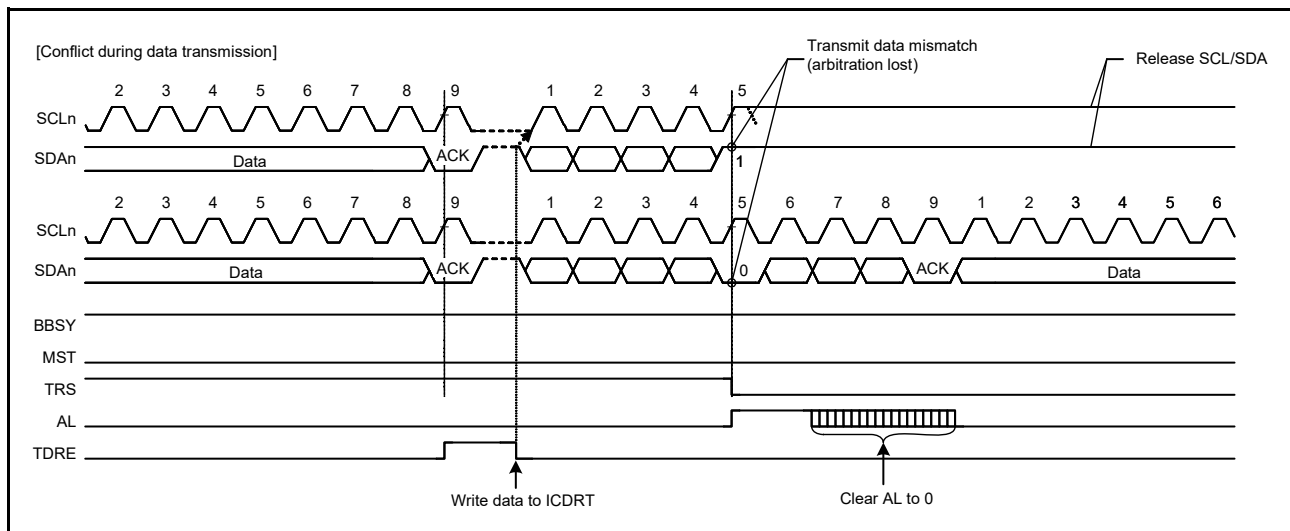 [Conflict during data transmission]
Transmit data mismatch
(arbitration lost)
Release SCL/SDA
2 3 4 5 6 7 8 9 1 2 3 4 5
SCLn
SDAn Data ACK 1
2 3 4 5 6 7 8 9 1 2 3 4 5 6 7 8 9 1 2 3 4 5 6
SCLn
SDAn Data ACK 0 ACK Data
BBSY
MST
TRS
AL
TDRE
Write data to ICDRT Clear AL to 0